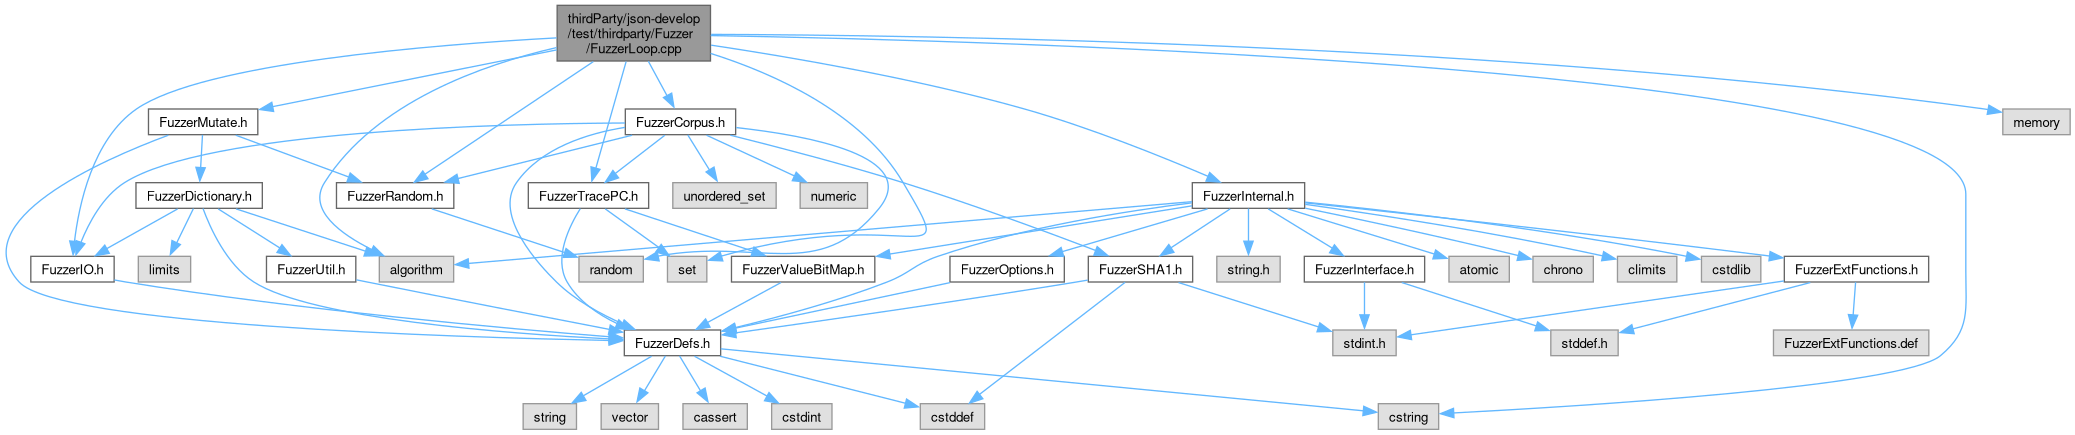 thirdParty/json-develop
/test/thirdparty/Fuzzer
/FuzzerLoop.cpp
FuzzerMutate.h
FuzzerCorpus.h
memory
FuzzerDictionary.h
FuzzerRandom.h
FuzzerTracePC.h
unordered_set
numeric
FuzzerInternal.h
FuzzerIO.h
limits
FuzzerUtil.h
algorithm
random
set
FuzzerValueBitMap.h
FuzzerOptions.h
FuzzerSHA1.h
string.h
FuzzerInterface.h
atomic
chrono
climits
cstdlib
FuzzerExtFunctions.h
FuzzerDefs.h
stdint.h
stddef.h
FuzzerExtFunctions.def
string
vector
cassert
cstdint
cstddef
cstring